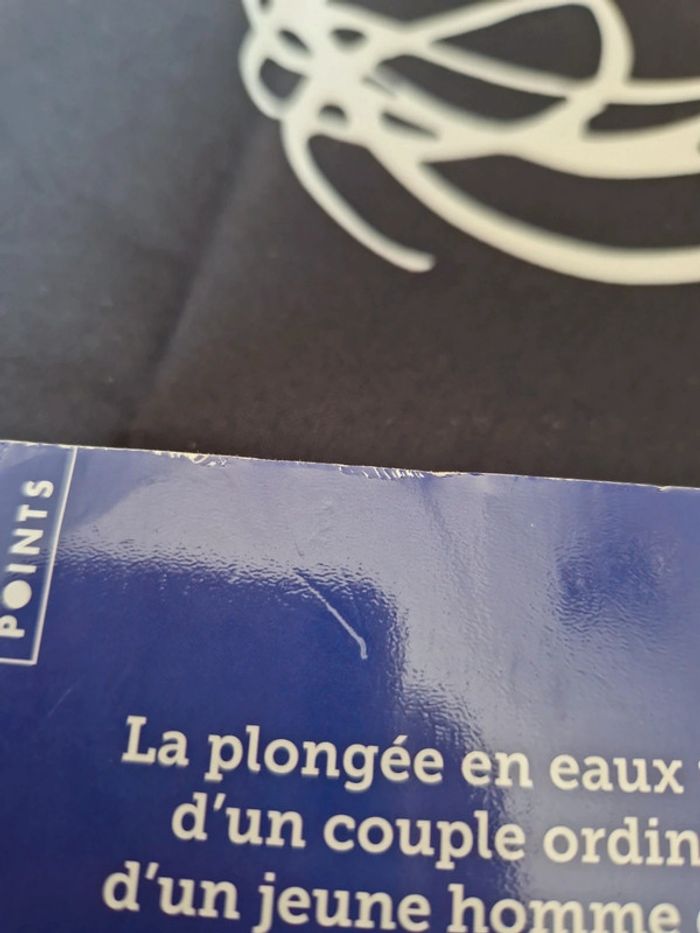 POINTS
La plongée en eaux
d'un couple ordin
d'un jeune homme